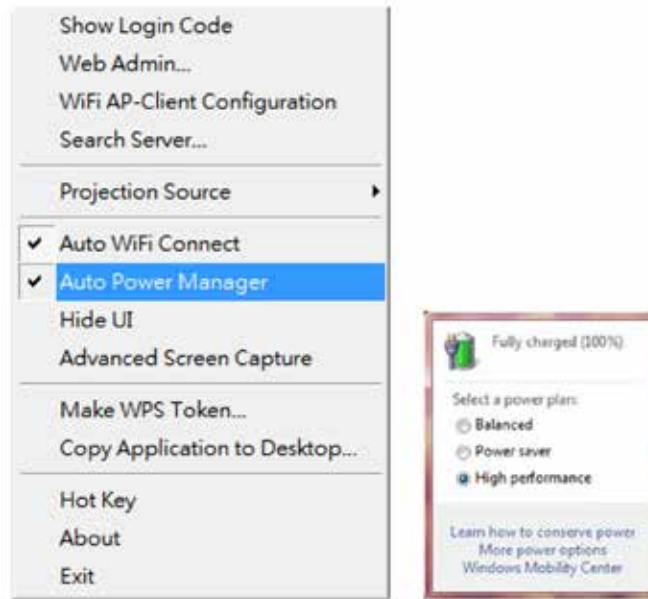 Show Login Code
Web Admin...
WiFi AP-Client Configuration
Search Server...
Projection Source
Auto WiFi Connect
Auto Power Manager
Hide UI
Advanced Screen Capture
Make WPS Token...
Copy Application to Desktop...
Hot Key
About
Exit
Fully charged (100%)
Select a power plan:
Balanced
Power saver
High performance
Learn how to conserve power
More power options
Windows Mobility Center